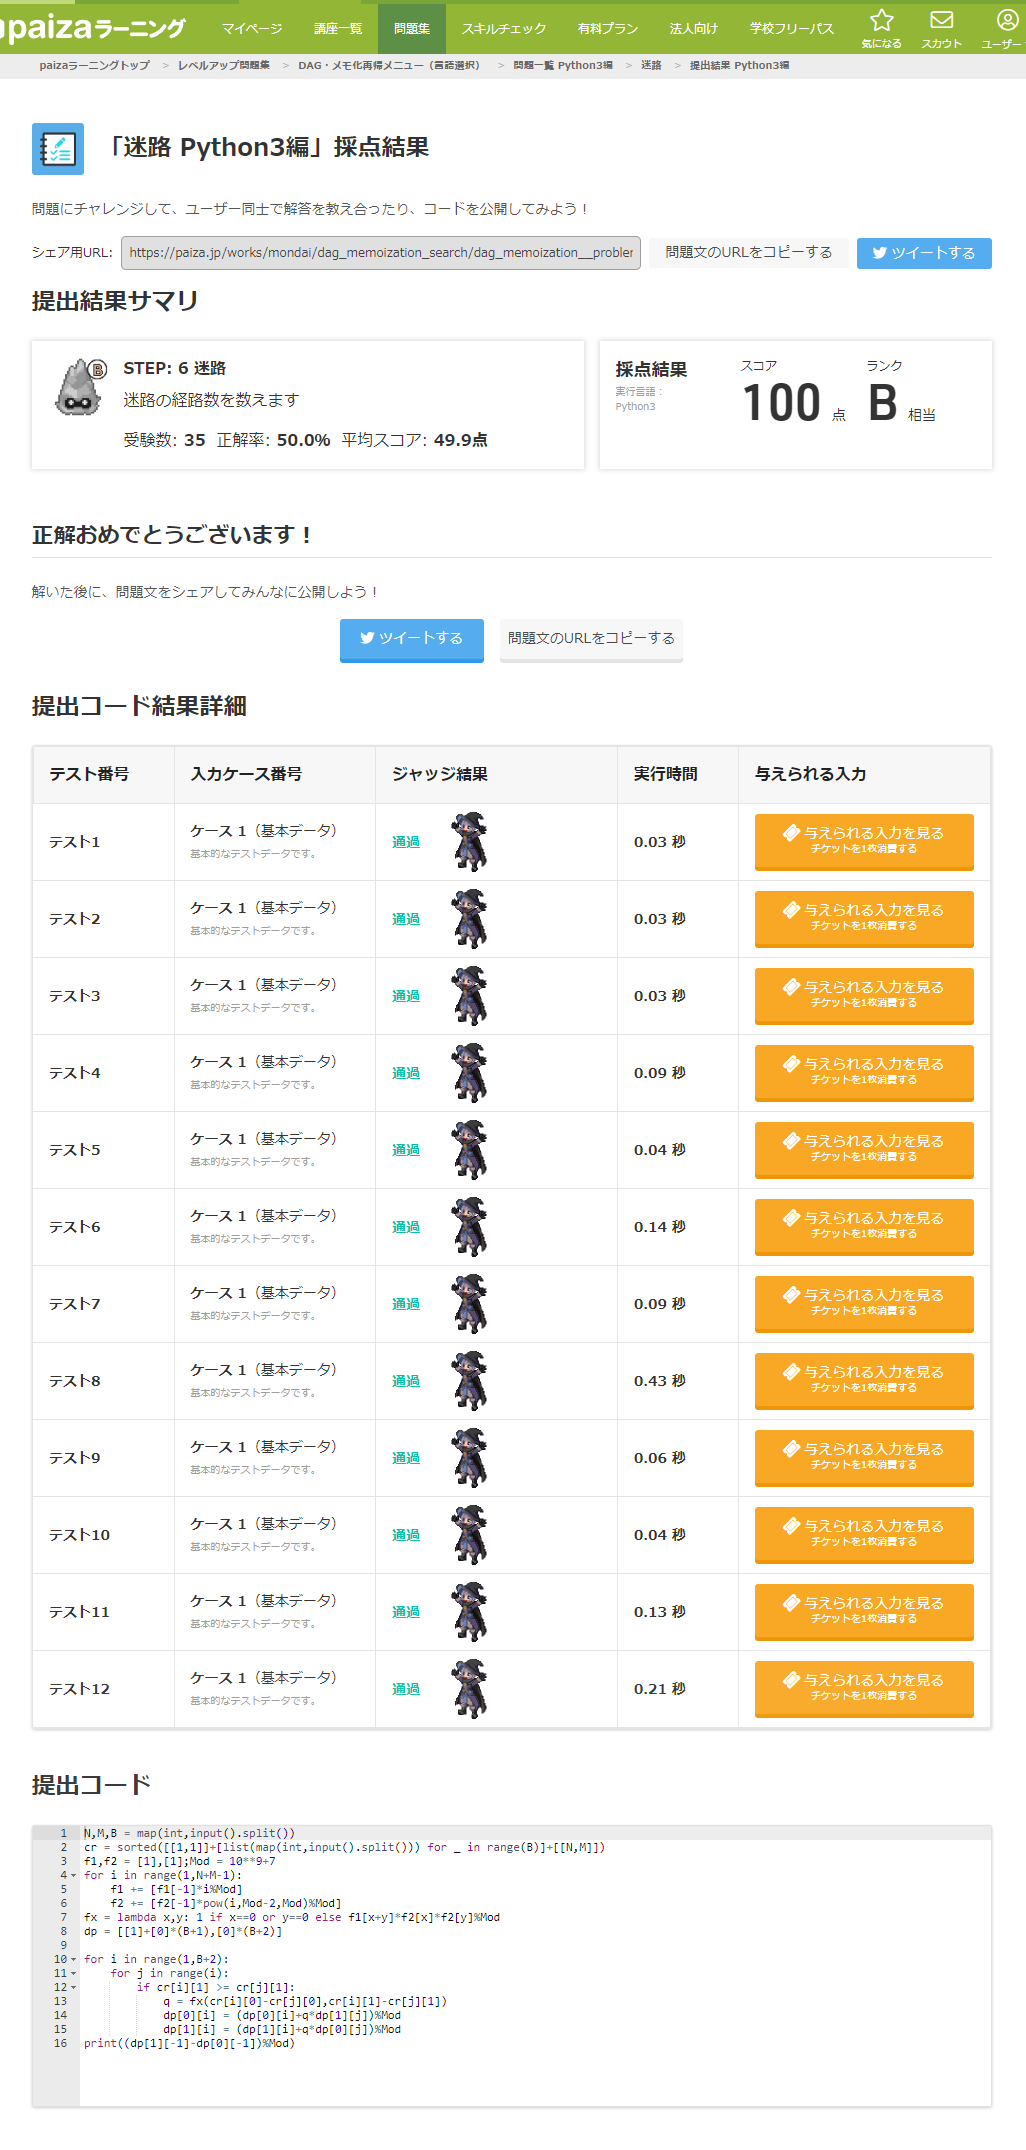 paizaラーニング
マイページ 講座一覧 問題集 スキルチェック 有料プラン 法人向け 学校フリーパス 気になる スカウト ユーザー
paizaラーニングトップ > レベルアップ問題集 > DAG・メモ化再帰メニュー（言語選択） > 問題一覧 Python3編 > 迷路 > 提出結果 Python3編
「迷路 Python3編」採点結果
問題にチャレンジして、ユーザー同士で解答を教え合ったり、コードを公開してみよう！
シェア用URL: https://paiza.jp/works/mondai/dag_memoization_search/dag_memoization__probler 問題文のURLをコピーする ツイートする
提出結果サマリ
B
STEP: 6 迷路
迷路の経路数を数えます
受験数: 35 正解率: 50.0% 平均スコア: 49.9点
採点結果
実行言語：
Python3
スコア
100 点
ランク
B 相当
正解おめでとうございます！
解いた後に、問題文をシェアしてみんなに公開しよう！
ツイートする 問題文のURLをコピーする
提出コード結果詳細
テスト番号 入力ケース番号 ジャッジ結果 実行時間 与えられる入力
テスト1 ケース 1（基本データ） 通過 0.03 秒 与えられる入力を見る
基本的なテストデータです。 チケットを1枚消費する
テスト2 ケース 1（基本データ） 通過 0.03 秒 与えられる入力を見る
基本的なテストデータです。 チケットを1枚消費する
テスト3 ケース 1（基本データ） 通過 0.03 秒 与えられる入力を見る
基本的なテストデータです。 チケットを1枚消費する
テスト4 ケース 1（基本データ） 通過 0.09 秒 与えられる入力を見る
基本的なテストデータです。 チケットを1枚消費する
テスト5 ケース 1（基本データ） 通過 0.04 秒 与えられる入力を見る
基本的なテストデータです。 チケットを1枚消費する
テスト6 ケース 1（基本データ） 通過 0.14 秒 与えられる入力を見る
基本的なテストデータです。 チケットを1枚消費する
テスト7 ケース 1（基本データ） 通過 0.09 秒 与えられる入力を見る
基本的なテストデータです。 チケットを1枚消費する
テスト8 ケース 1（基本データ） 通過 0.43 秒 与えられる入力を見る
基本的なテストデータです。 チケットを1枚消費する
テスト9 ケース 1（基本データ） 通過 0.06 秒 与えられる入力を見る
基本的なテストデータです。 チケットを1枚消費する
テスト10 ケース 1（基本データ） 通過 0.04 秒 与えられる入力を見る
基本的なテストデータです。 チケットを1枚消費する
テスト11 ケース 1（基本データ） 通過 0.13 秒 与えられる入力を見る
基本的なテストデータです。 チケットを1枚消費する
テスト12 ケース 1（基本データ） 通過 0.21 秒 与えられる入力を見る
基本的なテストデータです。 チケットを1枚消費する
提出コード
1 N,M,B = map(int,input().split())
2 cr = sorted([[1,1]]+[list(map(int,input().split())) for _ in range(B)]+[[N,M]])
3 f1,f2 = [1],[1];Mod = 10**9+7
4 for i in range(1,N+M-1):
5     f1 += [f1[-1]*i%Mod]
6     f2 += [f2[-1]*pow(i,Mod-2,Mod)%Mod]
7 fx = lambda x,y: 1 if x==0 or y==0 else f1[x+y]*f2[x]*f2[y]%Mod
8 dp = [[1]+[0]*(B+1),[0]*(B+2)]
9
10 for i in range(1,B+2):
11     for j in range(i):
12         if cr[i][1] >= cr[j][1]:
13             q = fx(cr[i][0]-cr[j][0],cr[i][1]-cr[j][1])
14             dp[0][i] = (dp[0][i]+q*dp[1][j])%Mod
15             dp[1][i] = (dp[1][i]+q*dp[0][j])%Mod
16 print((dp[1][-1]-dp[0][-1])%Mod)